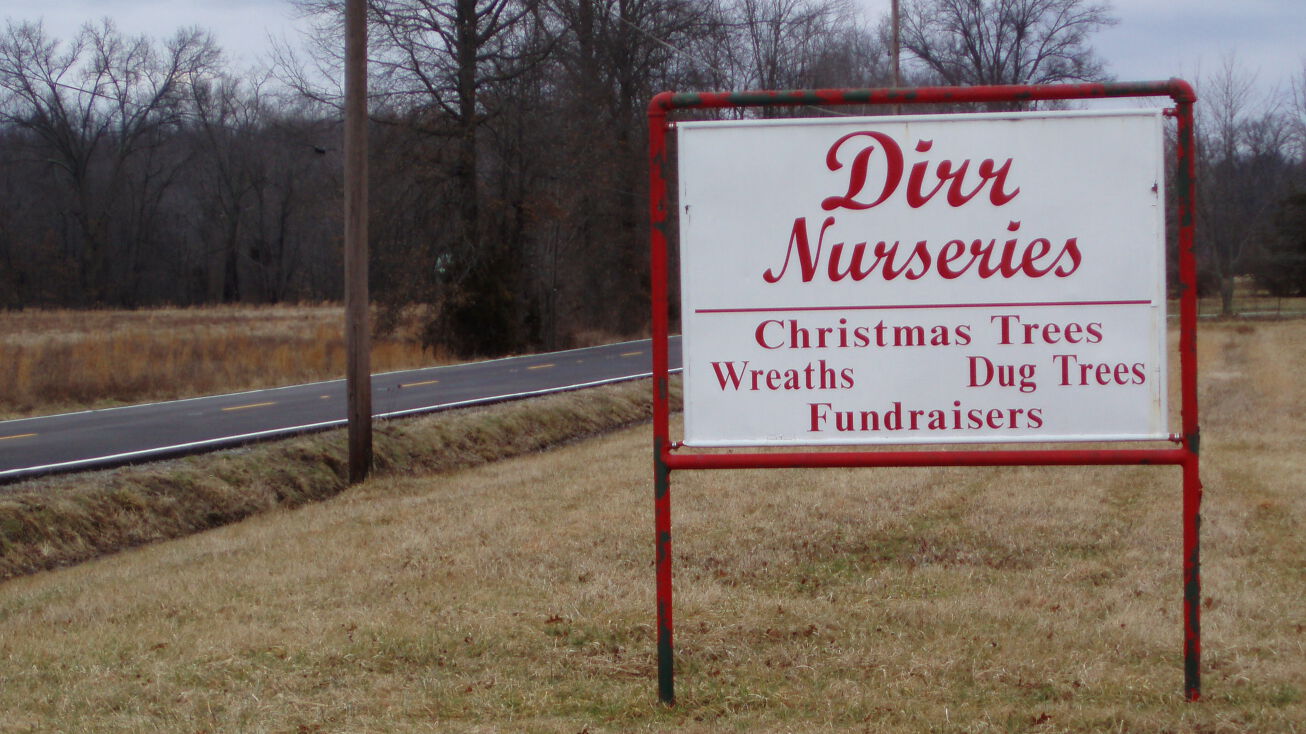 Dirr
Nurseries
Christmas Trees
Wreaths Dug Trees
Fundraisers